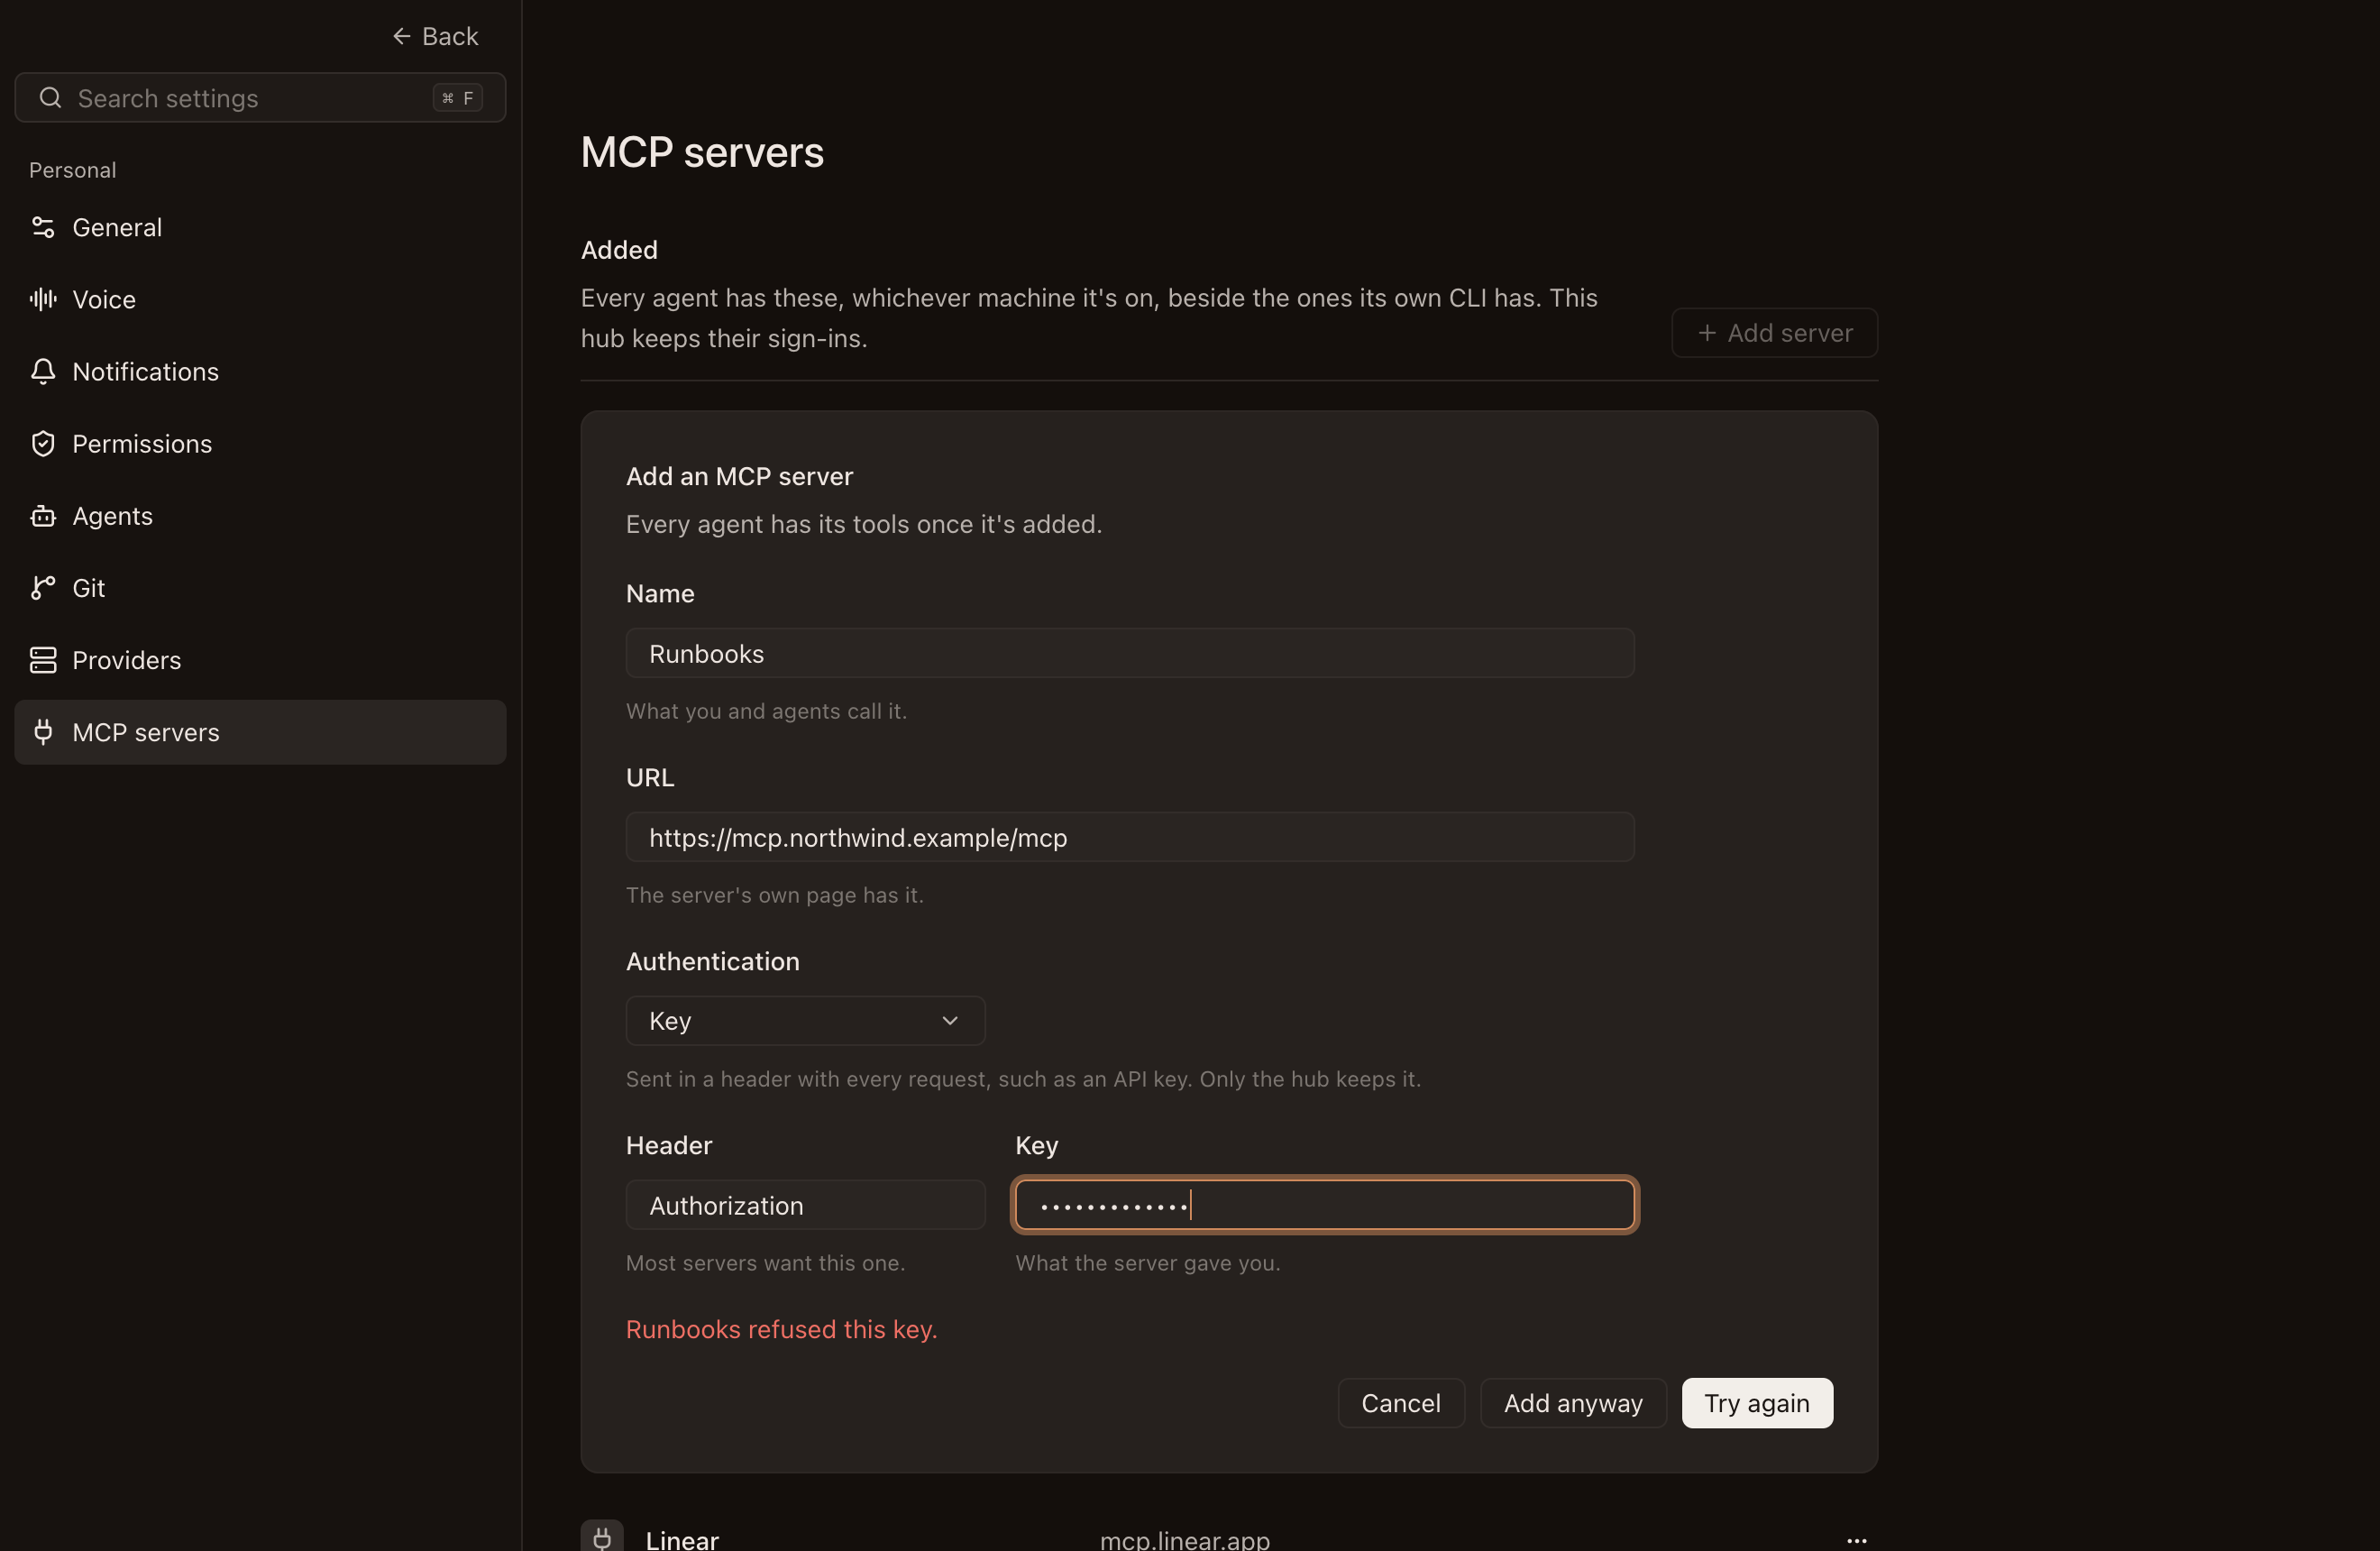 Back
Search settings
⌘ F
Personal
General
Voice
Notifications
Permissions
Agents
Git
Providers
MCP servers
MCP servers
Added
Every agent has these, whichever machine it's on, beside the ones its own CLI has. This
hub keeps their sign-ins.
Add server
Add an MCP server
Every agent has its tools once it's added.
Name
Runbooks
What you and agents call it.
URL
https://mcp.northwind.example/mcp
The server's own page has it.
Authentication
Key
Sent in a header with every request, such as an API key. Only the hub keeps it.
Header
Key
Authorization
•••••••••••••
Most servers want this one.
What the server gave you.
Runbooks refused this key.
Cancel
Add anyway
Try again
Linear
mcp.linear.app